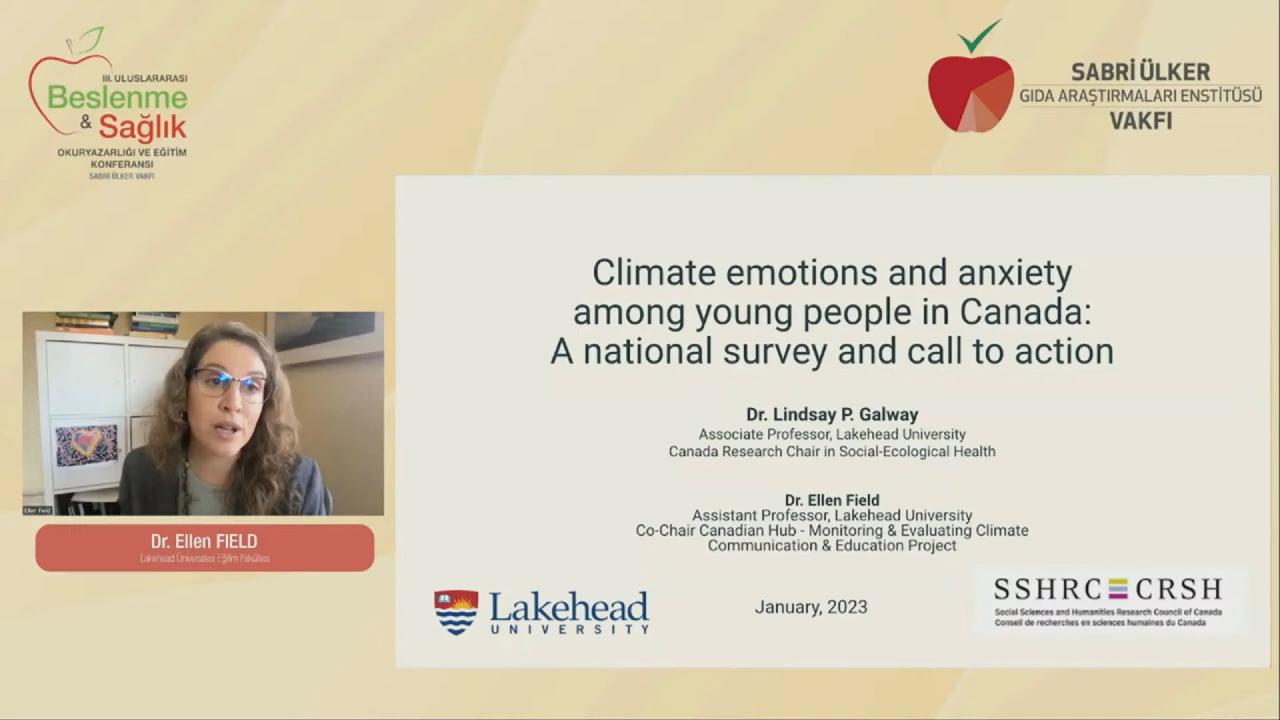 III. ULUSLARARASI
Beslenme
& Sağlık
OKURYAZARLIĞI VE EĞİTİM
KONFERANSI
SABRİ ÜLKER VAKFI
SABRİ ÜLKER
GIDA ARAŞTIRMALARI ENSTİTÜSÜ
VAKFI
Climate emotions and anxiety
among young people in Canada:
A national survey and call to action
Dr. Lindsay P. Galway
Associate Professor, Lakehead University
Canada Research Chair in Social-Ecological Health
Dr. Ellen Field
Assistant Professor, Lakehead University
Co-Chair Canadian Hub - Monitoring & Evaluating Climate
Communication & Education Project
Lakehead
UNIVERSITY
January, 2023
SSHRC CRSH
Social Sciences and Humanities Research Council of Canada
Conseil de recherches en sciences humaines du Canada
Ellen Field
Dr. Ellen FIELD
Lakehead Üniversitesi Eğitim Fakültesi